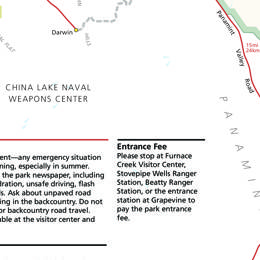 Darwin
HILLS
FLAT
Panamint
Valley
Road
15mi
24km
CHINA LAKE NAVAL
WEAPONS CENTER
PANAMIN
ent—any emergency situation
ning, especially in summer.
the park newspaper, including
dration, unsafe driving, flash
s. Ask about unpaved road
ing in the backcountry. Do not
or backcountry road travel.
ble at the visitor center and
Entrance Fee
Please stop at Furnace
Creek Visitor Center,
Stovepipe Wells Ranger
Station, Beatty Ranger
Station, or the entrance
station at Grapevine to
pay the park entrance
fee.